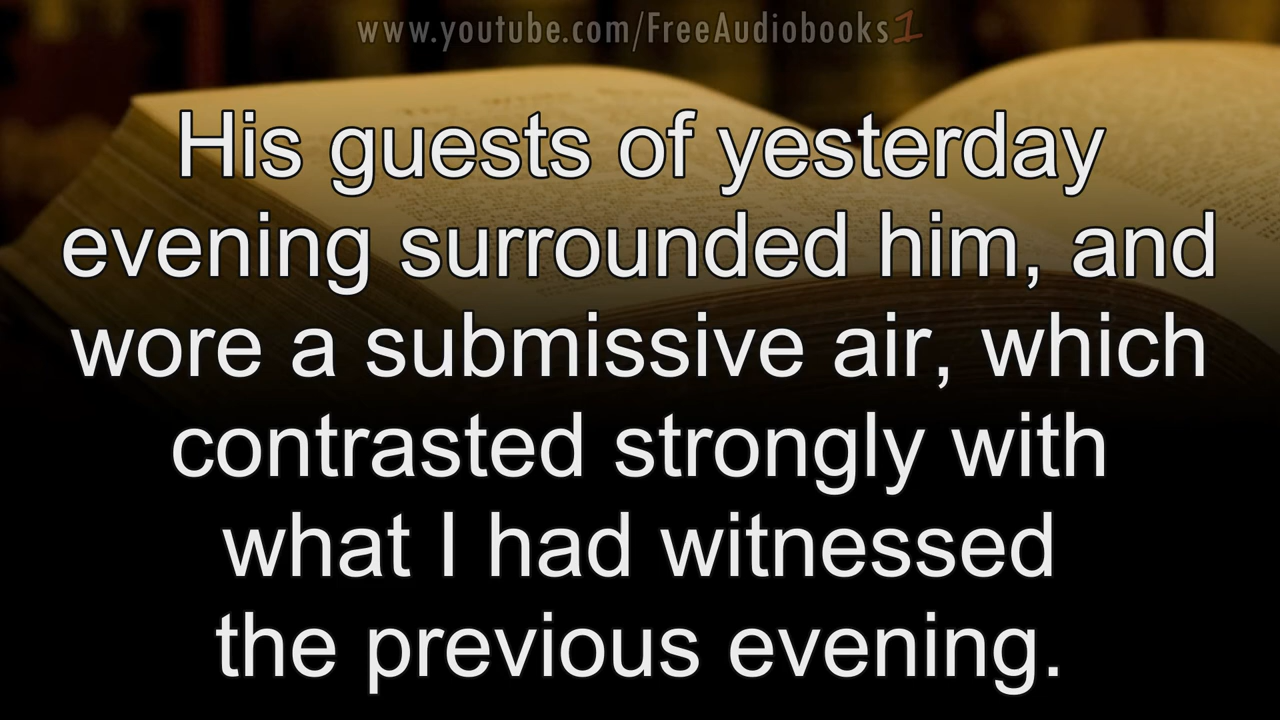 www.youtube.com/FreeAudiobooks1
His guests of yesterday
evening surrounded him, and
wore a submissive air, which
contrasted strongly with
what I had witnessed
the previous evening.